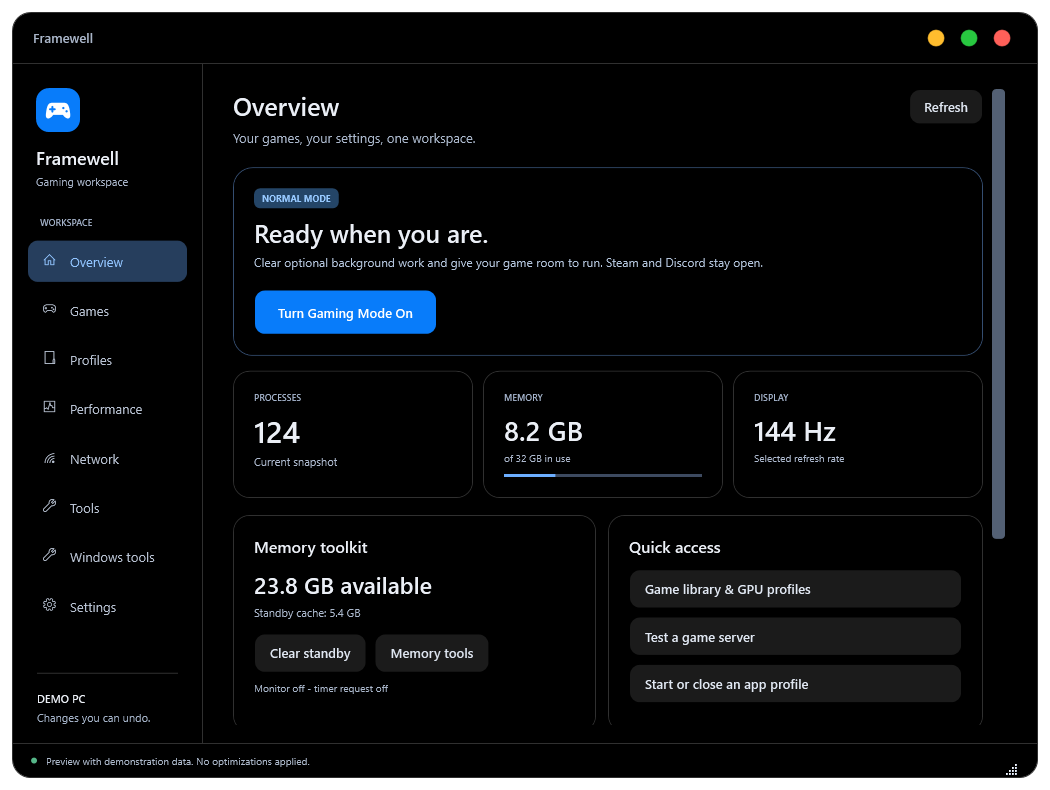 Framewell
Framewell
Gaming workspace
WORKSPACE
Overview
Games
Profiles
Performance
Network
Tools
Windows tools
Settings
DEMO PC
Changes you can undo.
Overview
Refresh
Your games, your settings, one workspace.
NORMAL MODE
Ready when you are.
Clear optional background work and give your game room to run. Steam and Discord stay open.
Turn Gaming Mode On
PROCESSES
124
Current snapshot
MEMORY
8.2 GB
of 32 GB in use
DISPLAY
144 Hz
Selected refresh rate
Memory toolkit
23.8 GB available
Standby cache: 5.4 GB
Clear standby
Memory tools
Monitor off - timer request off
Quick access
Game library & GPU profiles
Test a game server
Start or close an app profile
Preview with demonstration data. No optimizations applied.